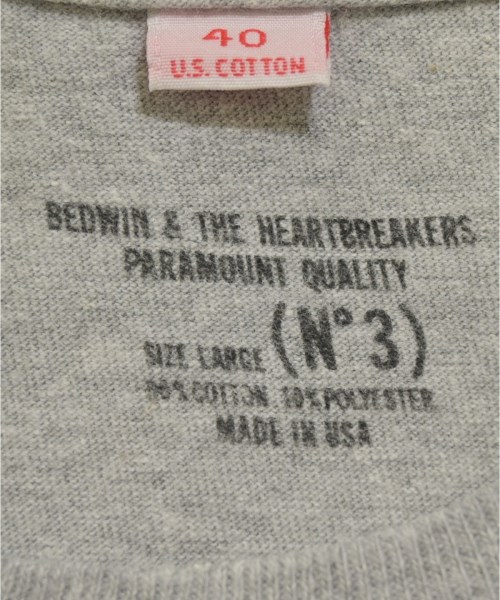 40
U.S. COTTON
BEDWIN & THE HEARTBREAKERS
PARAMOUNT QUALITY
SIZE LARGE (N° 3)
90% COTTON 10% POLYESTER
MADE IN USA